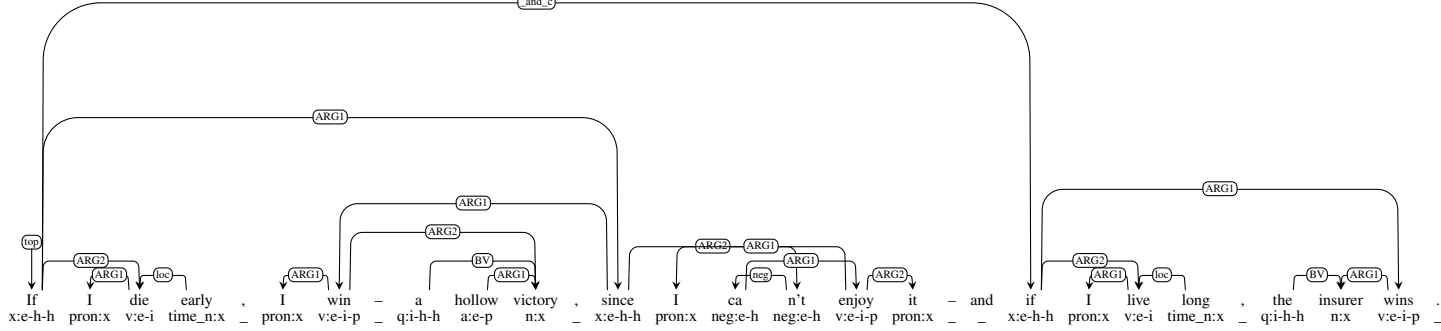 _and_c
ARG1
ARG1
ARG1
ARG2
top
ARG2 ARG1
ARG2 BV ARG1 ARG2
ARG1 loc ARG1 ARG1 neg ARG2 ARG1 loc BV ARG1
If I die early , I win – a hollow victory , since I ca n't enjoy it – and if I live long , the insurer wins .
x:e-h-h pron:x v:e-i time_n:x _ pron:x v:e-i-p _ q:i-h-h a:e-p n:x _ x:e-h-h pron:x neg:e-h neg:e-h v:e-i-p pron:x _ _ x:e-h-h pron:x v:e-i time_n:x _ q:i-h-h n:x v:e-i-p _